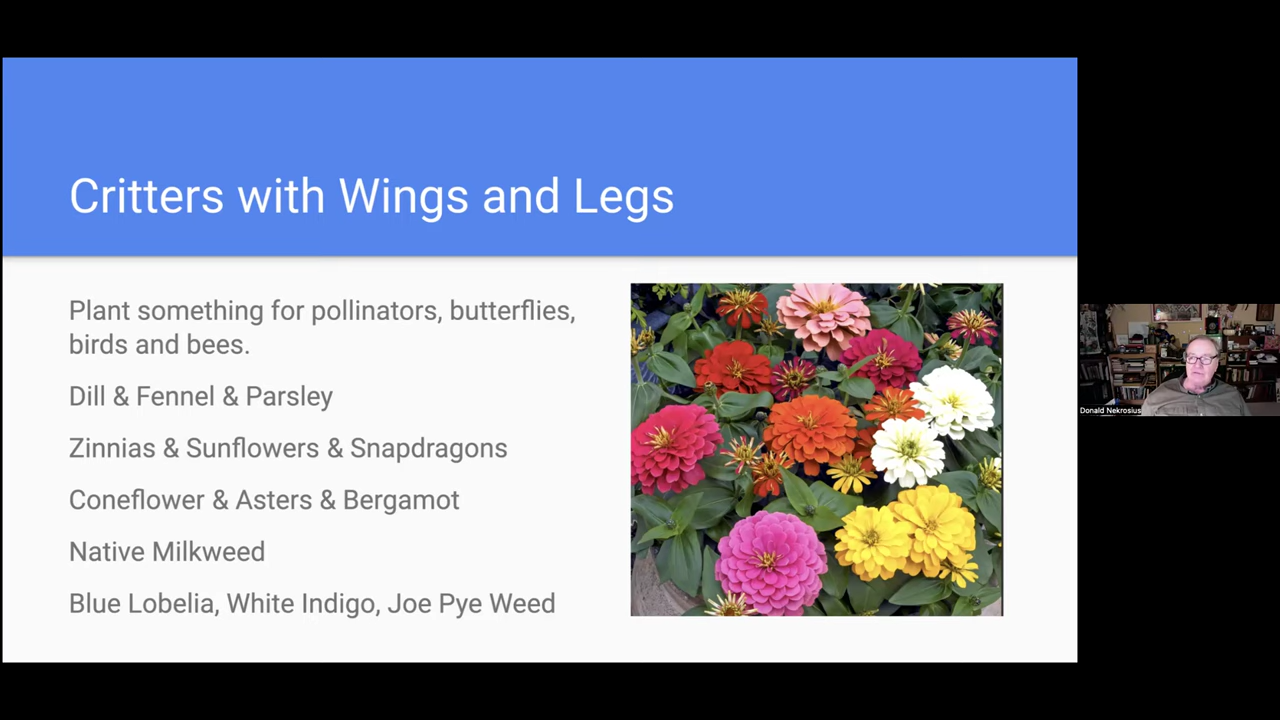 Critters with Wings and Legs
Plant something for pollinators, butterflies,
birds and bees.
Dill & Fennel & Parsley
Zinnias & Sunflowers & Snapdragons
Coneflower & Asters & Bergamot
Native Milkweed
Blue Lobelia, White Indigo, Joe Pye Weed
Donald Nekrosius